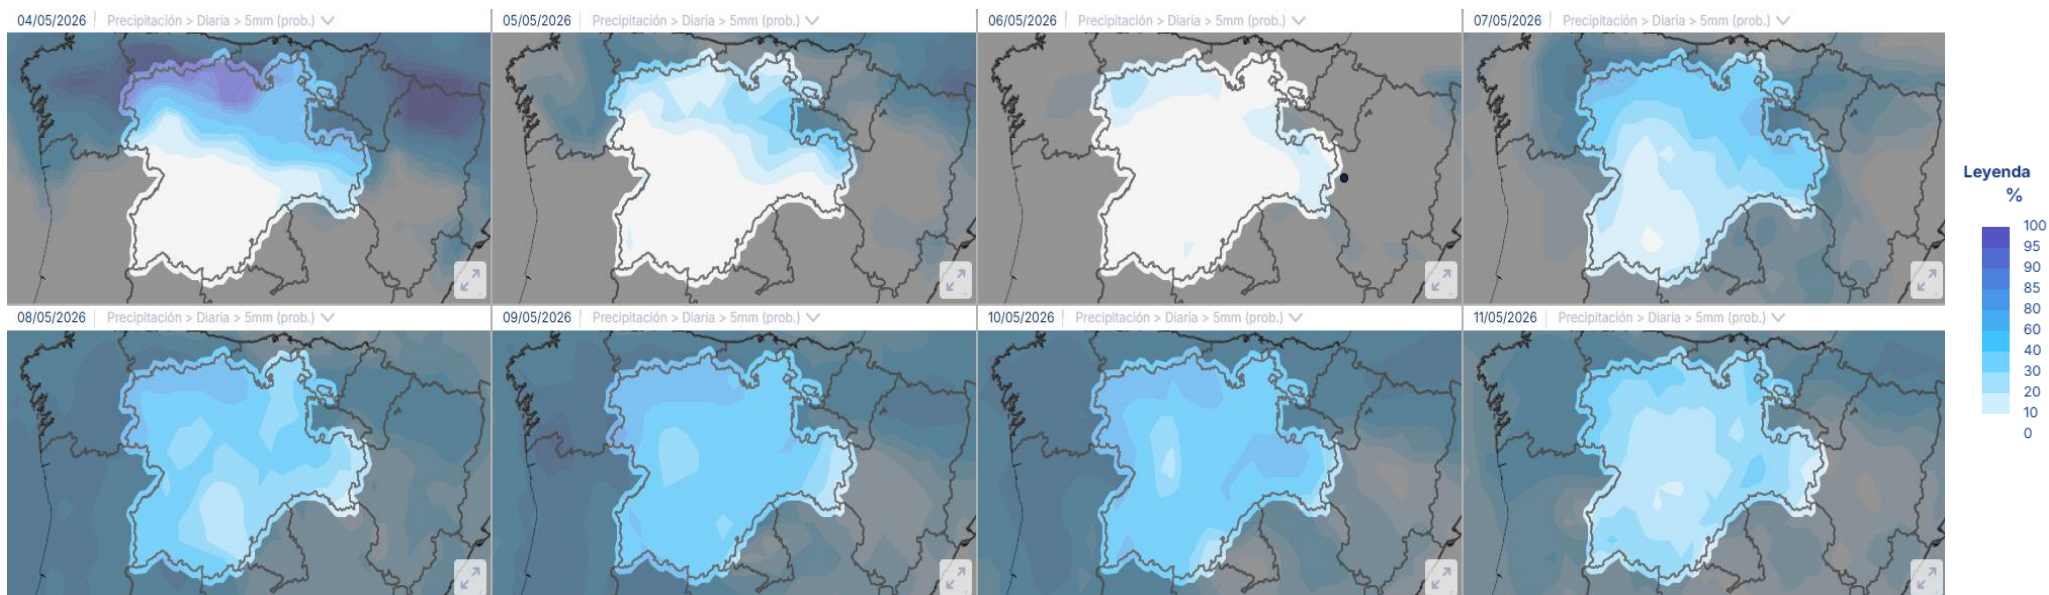 04/05/2026 Precipitación > Diaria > 5mm (prob.)
05/05/2026 Precipitación > Diaria > 5mm (prob.)
06/05/2026 Precipitación > Diaria > 5mm (prob.)
07/05/2026 Precipitación > Diaria > 5mm (prob.)
08/05/2026 Precipitación > Diaria > 5mm (prob.)
09/05/2026 Precipitación > Diaria > 5mm (prob.)
10/05/2026 Precipitación > Diaria > 5mm (prob.)
11/05/2026 Precipitación > Diaria > 5mm (prob.)
Leyenda
%
100
95
90
85
80
60
40
30
20
10
0